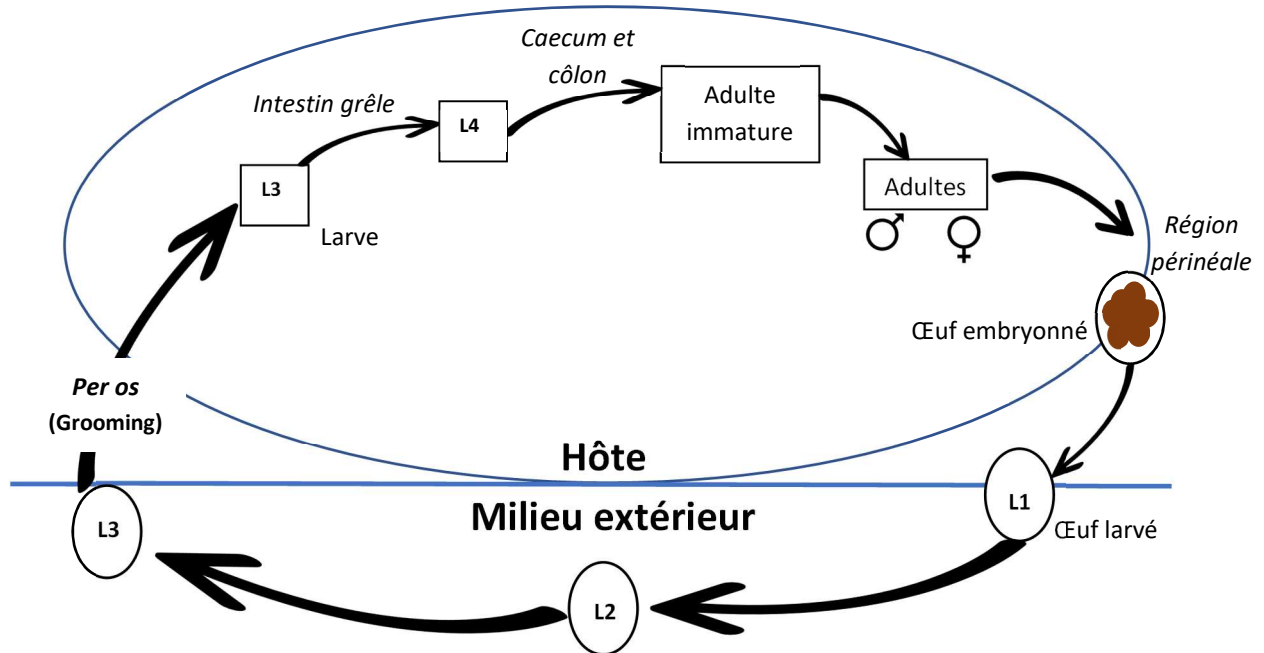 Caecum et
côlon
Intestin grêle
L4
Adulte
immature
L3
Larve
Adultes
Région
périnéale
Œuf embryonné
Per os
(Grooming)
Hôte
Milieu extérieur
L1
Œuf larvé
L3
L2